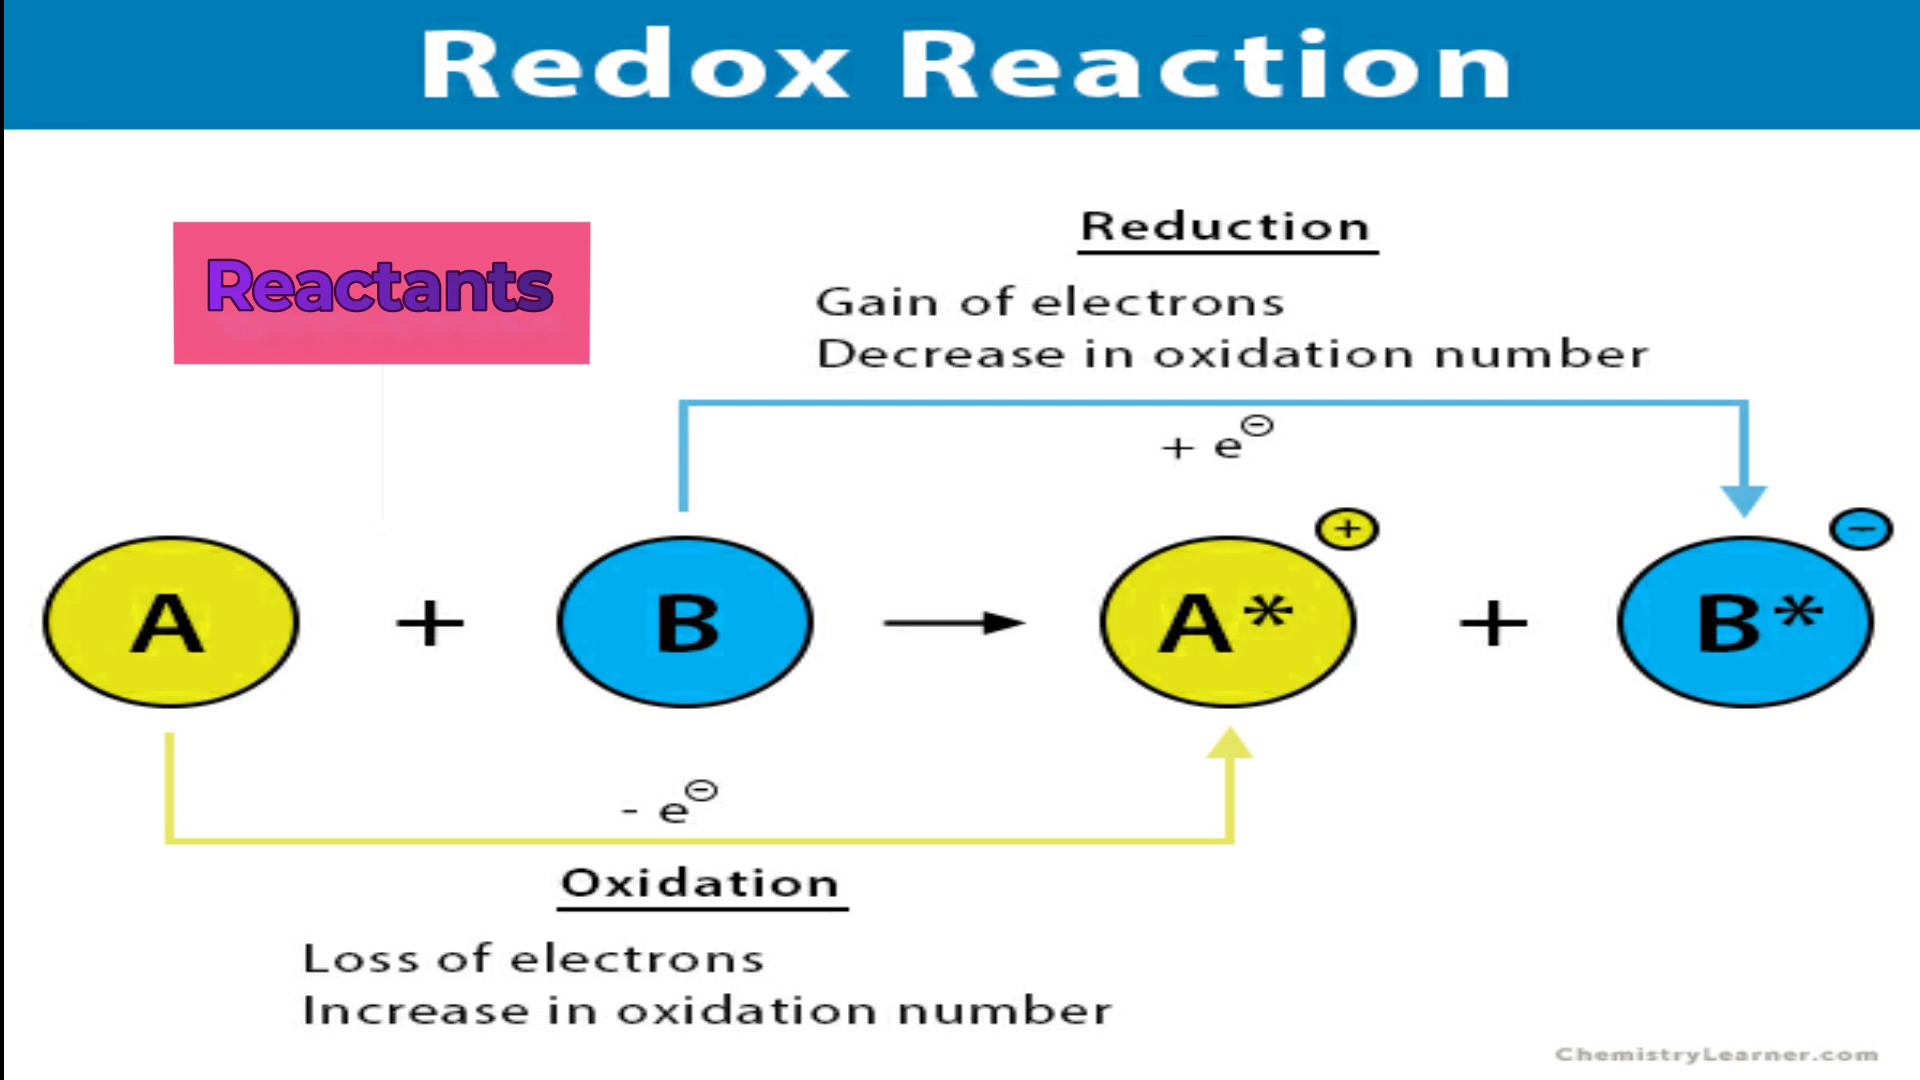 Redox Reaction
Reactants
Reduction
Gain of electrons
Decrease in oxidation number
+ e⊖
A + B → A*⊕ + B*⊖
- e⊖
Oxidation
Loss of electrons
Increase in oxidation number
ChemistryLearner.com